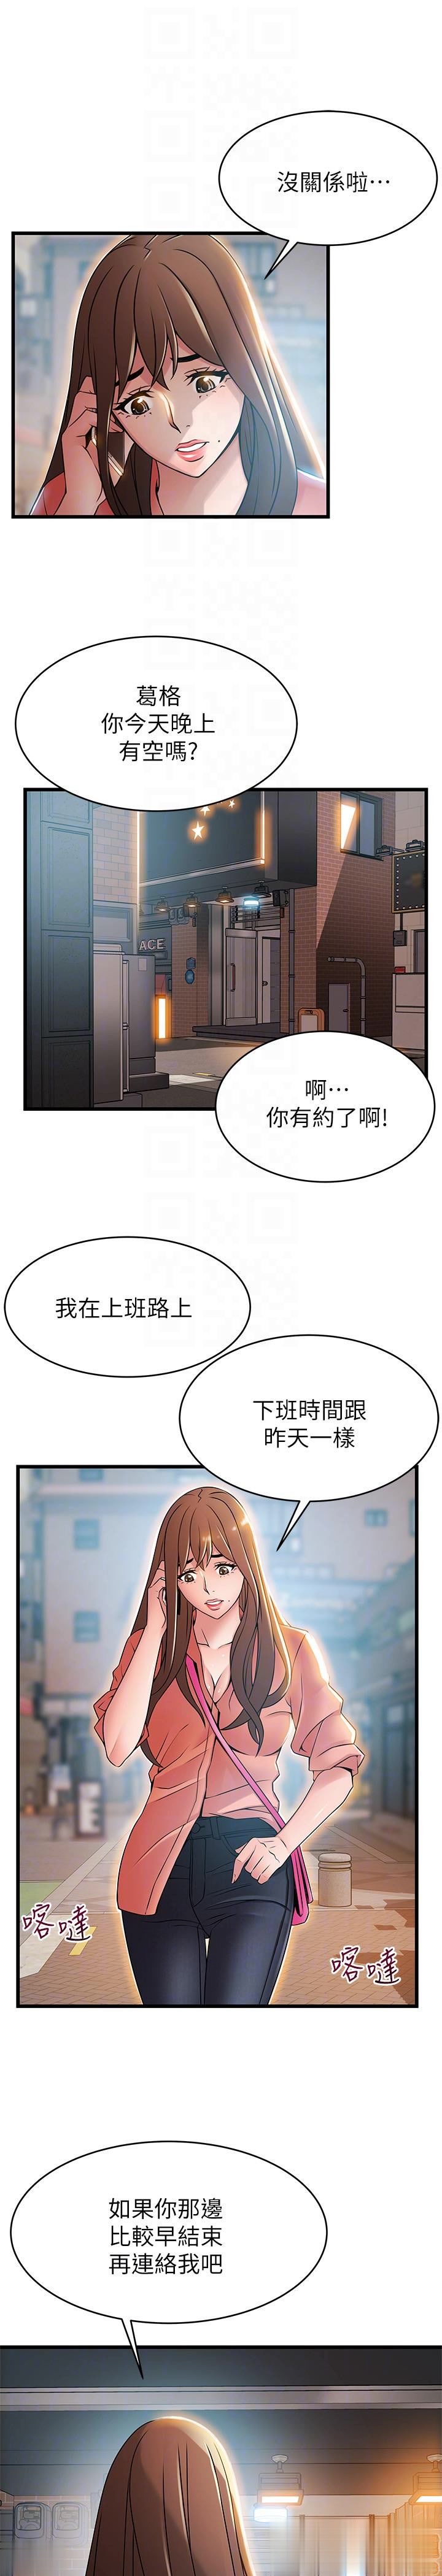 沒關係啦…
葛格
你今天晚上
有空嗎?
ACE
啊…
你有約了啊!
我在上班路上
下班時間跟
昨天一樣
喀噠
喀噠
如果你那邊
比較早結束
再連絡我吧